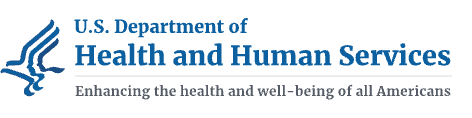 U.S. Department of
Health and Human Services
Enhancing the health and well-being of all Americans